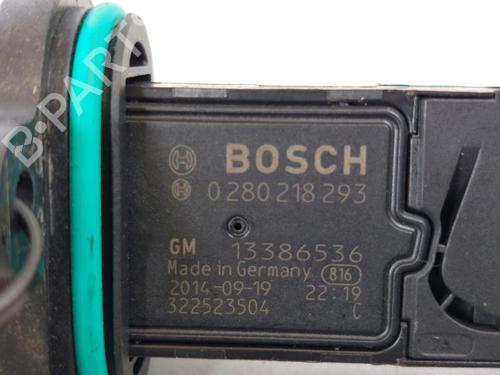 B-PARTS
BOSCH
0 280 218 293
GM 13386536
Made in Germany 816
2014-09-19 22:19
322523504 C